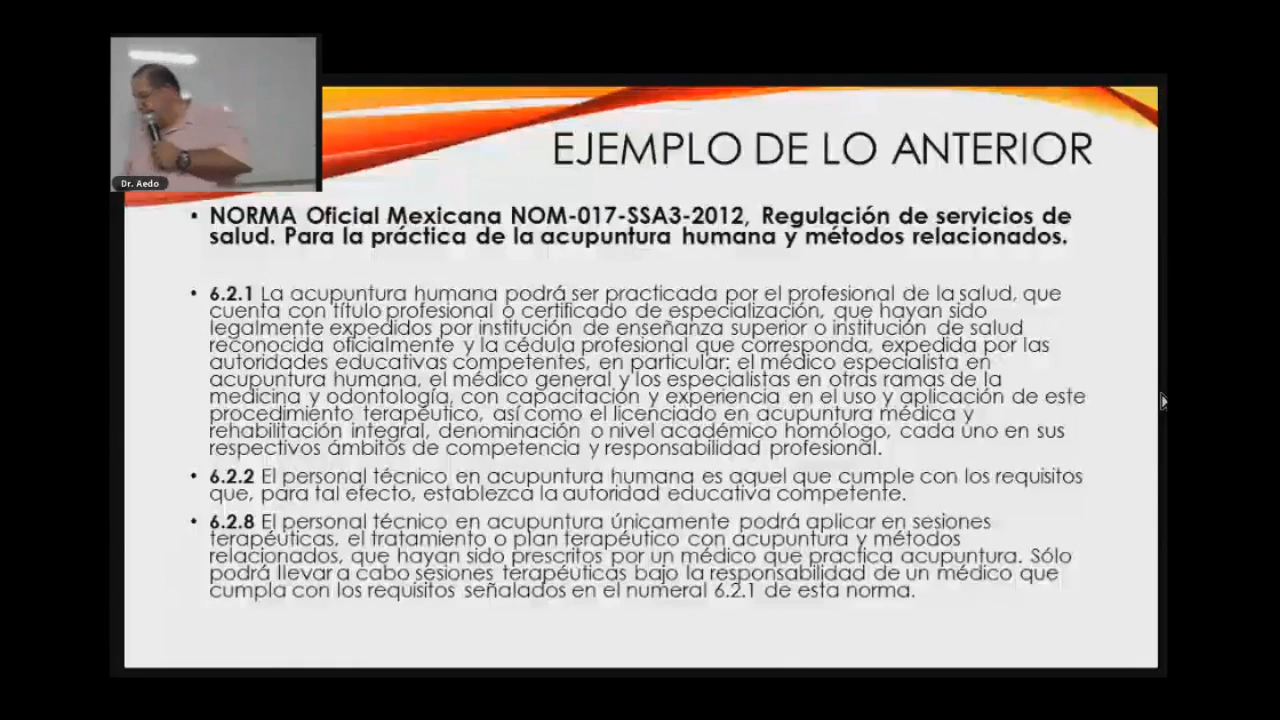 Dr. Aedo
EJEMPLO DE LO ANTERIOR
• NORMA Oficial Mexicana NOM-017-SSA3-2012, Regulación de servicios de
salud. Para la práctica de la acupuntura humana y métodos relacionados.
• 6.2.1 La acupuntura humana podrá ser practicada por el profesional de la salud, que
cuenta con título profesional o certificado de especialización, que hayan sido
legalmente expedidos por institución de enseñanza superior o institución de salud
reconocida oficialmente y la cédula profesional que corresponda, expedida por las
autoridades educativas competentes, en particular: el médico especialista en
acupuntura humana, el médico general y los especialistas en otras ramas de la
medicina y odontología, con capacitación y experiencia en el uso y aplicación de este
procedimiento terapéutico, así como el licenciado en acupuntura médica y
rehabilitación integral, denominación o nivel académico homólogo, cada uno en sus
respectivos ámbitos de competencia y responsabilidad profesional.
• 6.2.2 El personal técnico en acupuntura humana es aquel que cumple con los requisitos
que, para tal efecto, establezca la autoridad educativa competente.
• 6.2.8 El personal técnico en acupuntura únicamente podrá aplicar en sesiones
terapéuticas, el tratamiento o plan terapéutico con acupuntura y métodos
relacionados, que hayan sido prescritos por un médico que practica acupuntura. Sólo
podrá llevar a cabo sesiones terapéuticas bajo la responsabilidad de un médico que
cumpla con los requisitos señalados en el numeral 6.2.1 de esta norma.